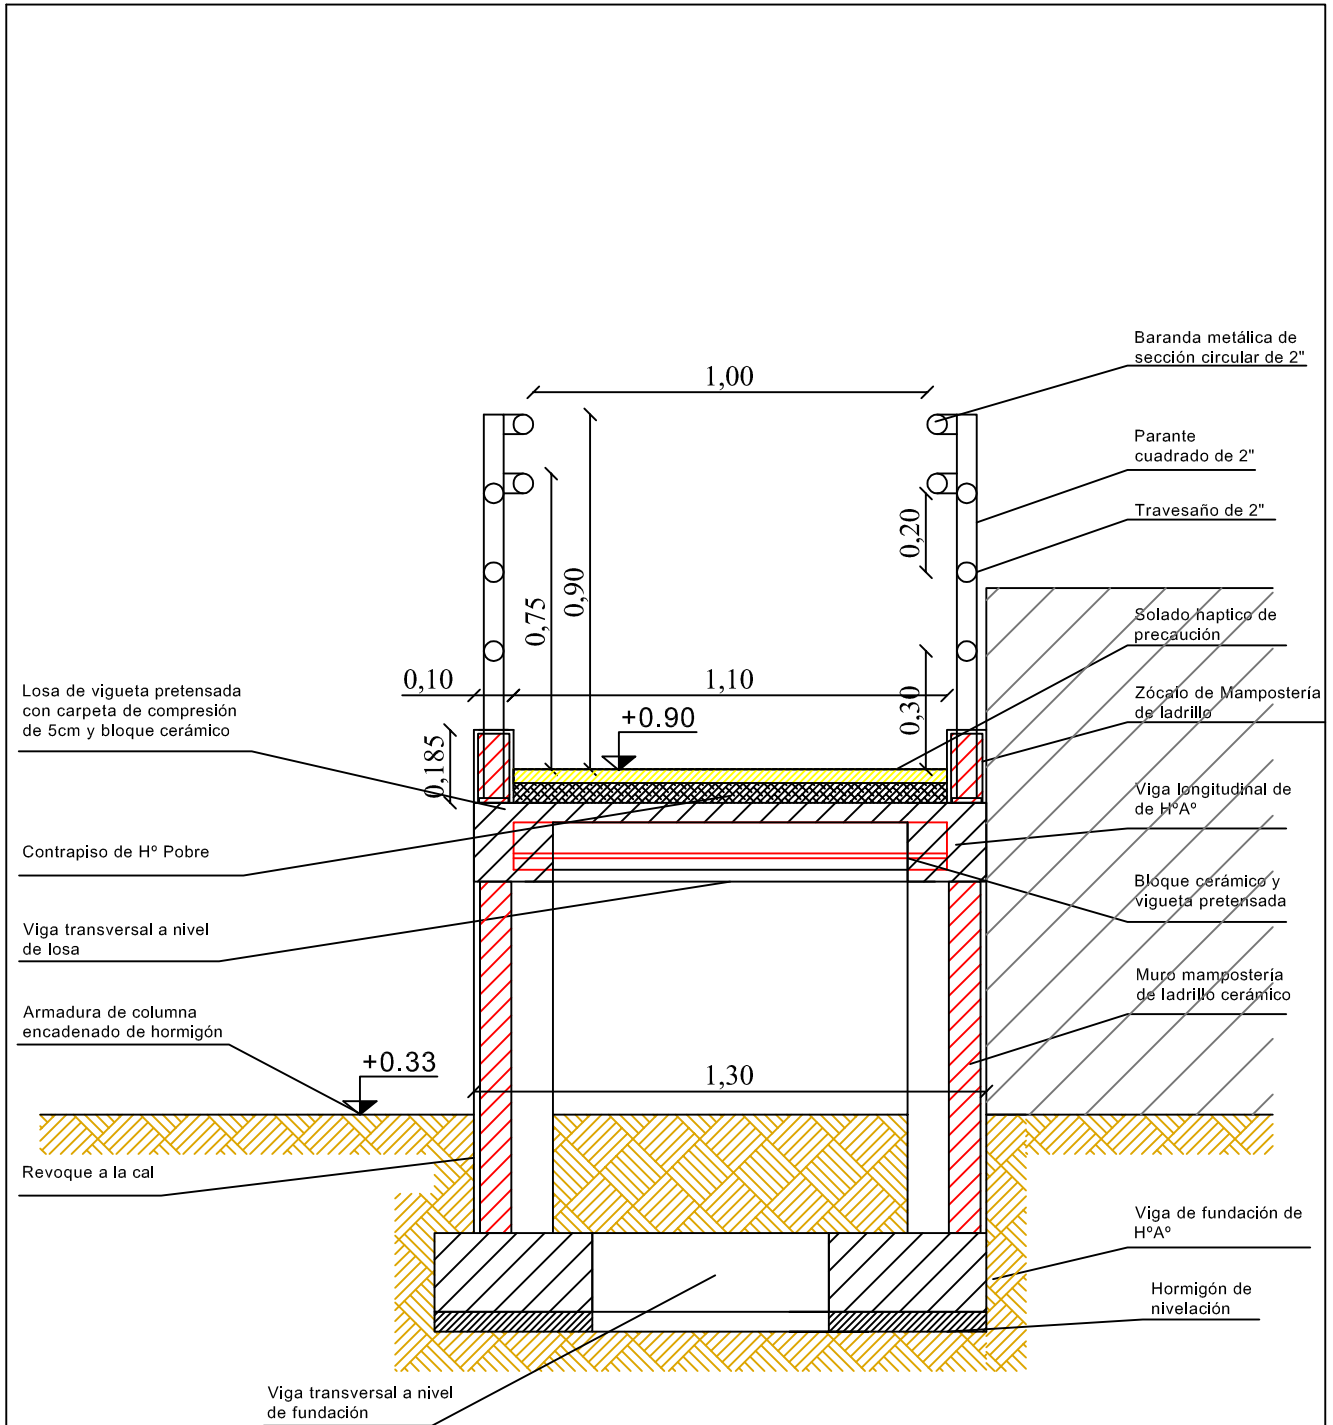 Baranda metálica de
sección circular de 2"
1,00
Parante
cuadrado de 2"
Travesaño de 2"
0,20
0,90
0,75
Solado haptico de
precaución
0,10
1,10
0,30
Losa de vigueta pretensada
con carpeta de compresión
de 5cm y bloque cerámico
Zócalo de Mampostería
de ladrillo
+0.90
0,185
Viga longitudinal de
de HºAº
Contrapiso de Hº Pobre
Bloque cerámico y
vigueta pretensada
Viga transversal a nivel
de losa
Muro mampostería
de ladrillo cerámico
Armadura de columna
encadenado de hormigón
+0.33
1,30
Revoque a la cal
Viga de fundación de
HºAº
Hormigón de
nivelación
Viga transversal a nivel
de fundación